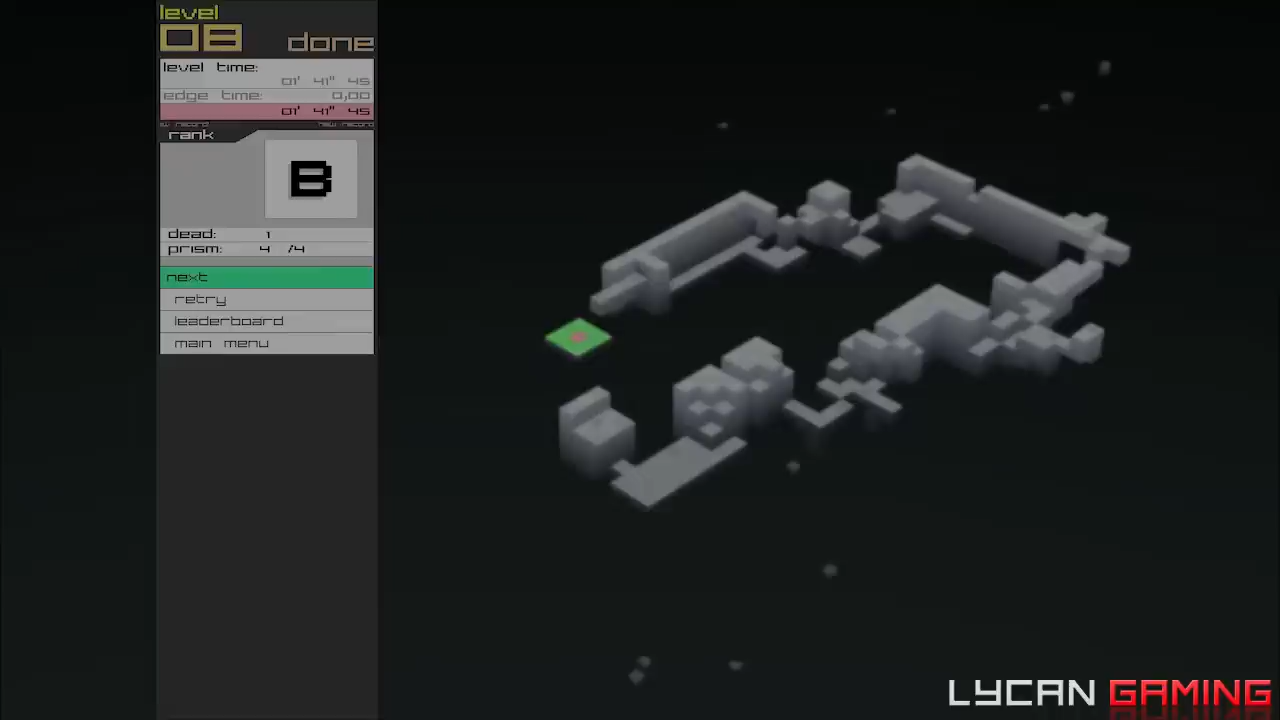 level
08 done
level time:
01' 41" 45
edge time: 0,00
01' 41" 45
rank
B
dead: 1
prism: 4 /4
next
retry
leaderboard
main menu
LYCAN GAMING